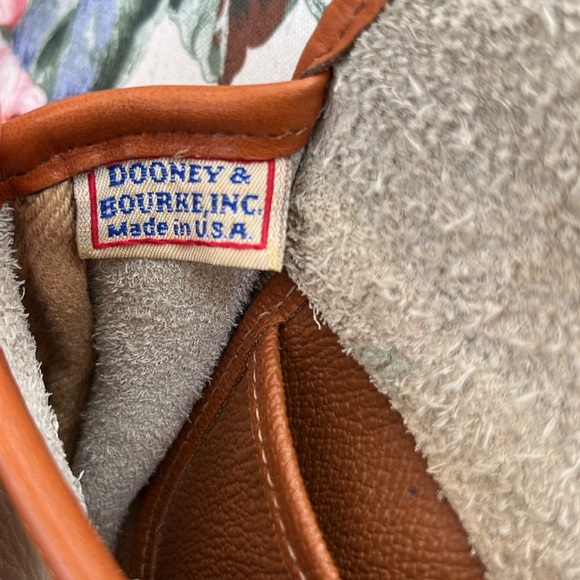 DOONEY &
BOURKE, INC.
Made in U.S.A.